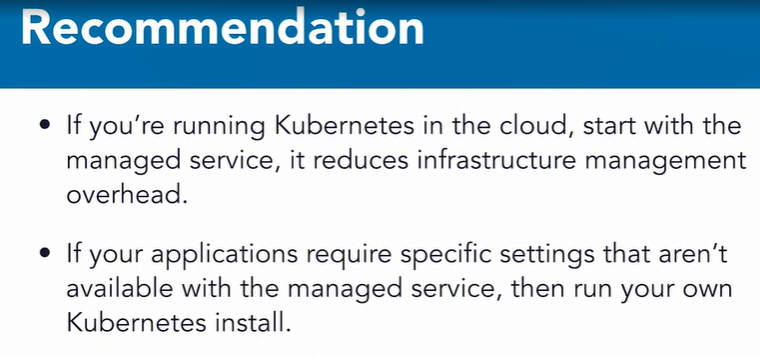 Recommendation
• If you’re running Kubernetes in the cloud, start with the
managed service, it reduces infrastructure management
overhead.
• If your applications require specific settings that aren’t
available with the managed service, then run your own
Kubernetes install.